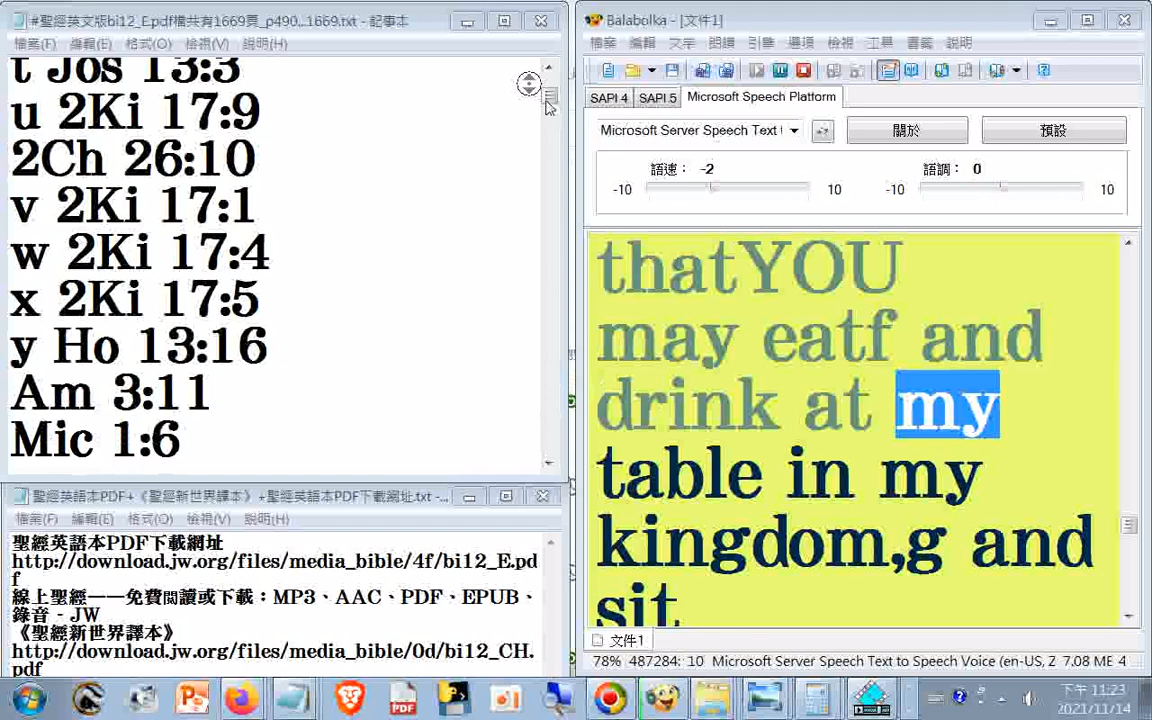 #聖經英文版bi12_E.pdf檔共有1669頁_p490,..1669.txt - 記事本
檔案(F) 編輯(E) 格式(O) 檢視(V) 說明(H)
t Jos 13:3
u 2Ki 17:9
2Ch 26:10
v 2Ki 17:1
w 2Ki 17:4
x 2Ki 17:5
y Ho 13:16
Am 3:11
Mic 1:6
聖經英語本PDF+《聖經新世界譯本》+聖經英語本PDF下載網址.txt - ...
檔案(F) 編輯(E) 格式(O) 檢視(V) 說明(H)
聖經英語本PDF下載網址
http://download.jw.org/files/media_bible/4f/bi12_E.pd
f
線上聖經——免費閱讀或下載：MP3、AAC、PDF、EPUB、
錄音 - JW
《聖經新世界譯本》
http://download.jw.org/files/media_bible/0d/bi12_CH.
pdf
Balabolka - [文件1]
檔案 編輯 文字 朗讀 引擎 選項 檢視 工具 書籤 說明
SAPI 4 SAPI 5 Microsoft Speech Platform
Microsoft Server Speech Text 關於 預設
語速： -2 語調： 0
-10 10 -10 10
thatYOU
may eatf and
drink at my
table in my
kingdom,g and
sit
文件1
78% 487284: 10 Microsoft Server Speech Text to Speech Voice (en-US, Z 7.08 ME 4
下午 11:23
2021/11/14